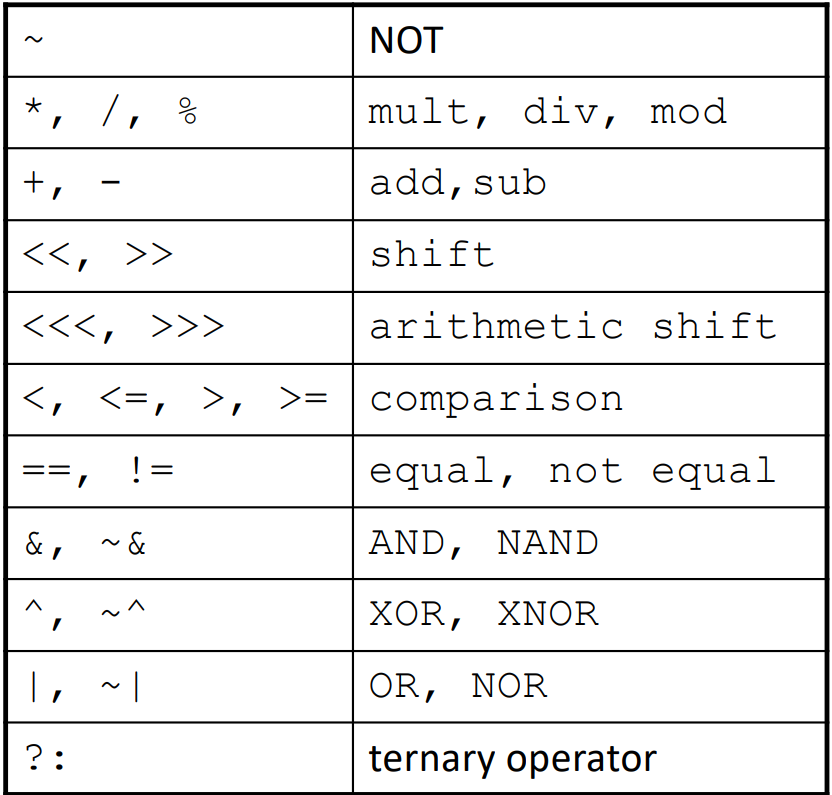 ~ NOT
*, /, % mult, div, mod
+, - add,sub
<<, >> shift
<<<, >>> arithmetic shift
<, <=, >, >= comparison
==, != equal, not equal
&, ~& AND, NAND
^, ~^ XOR, XNOR
|, ~| OR, NOR
?: ternary operator